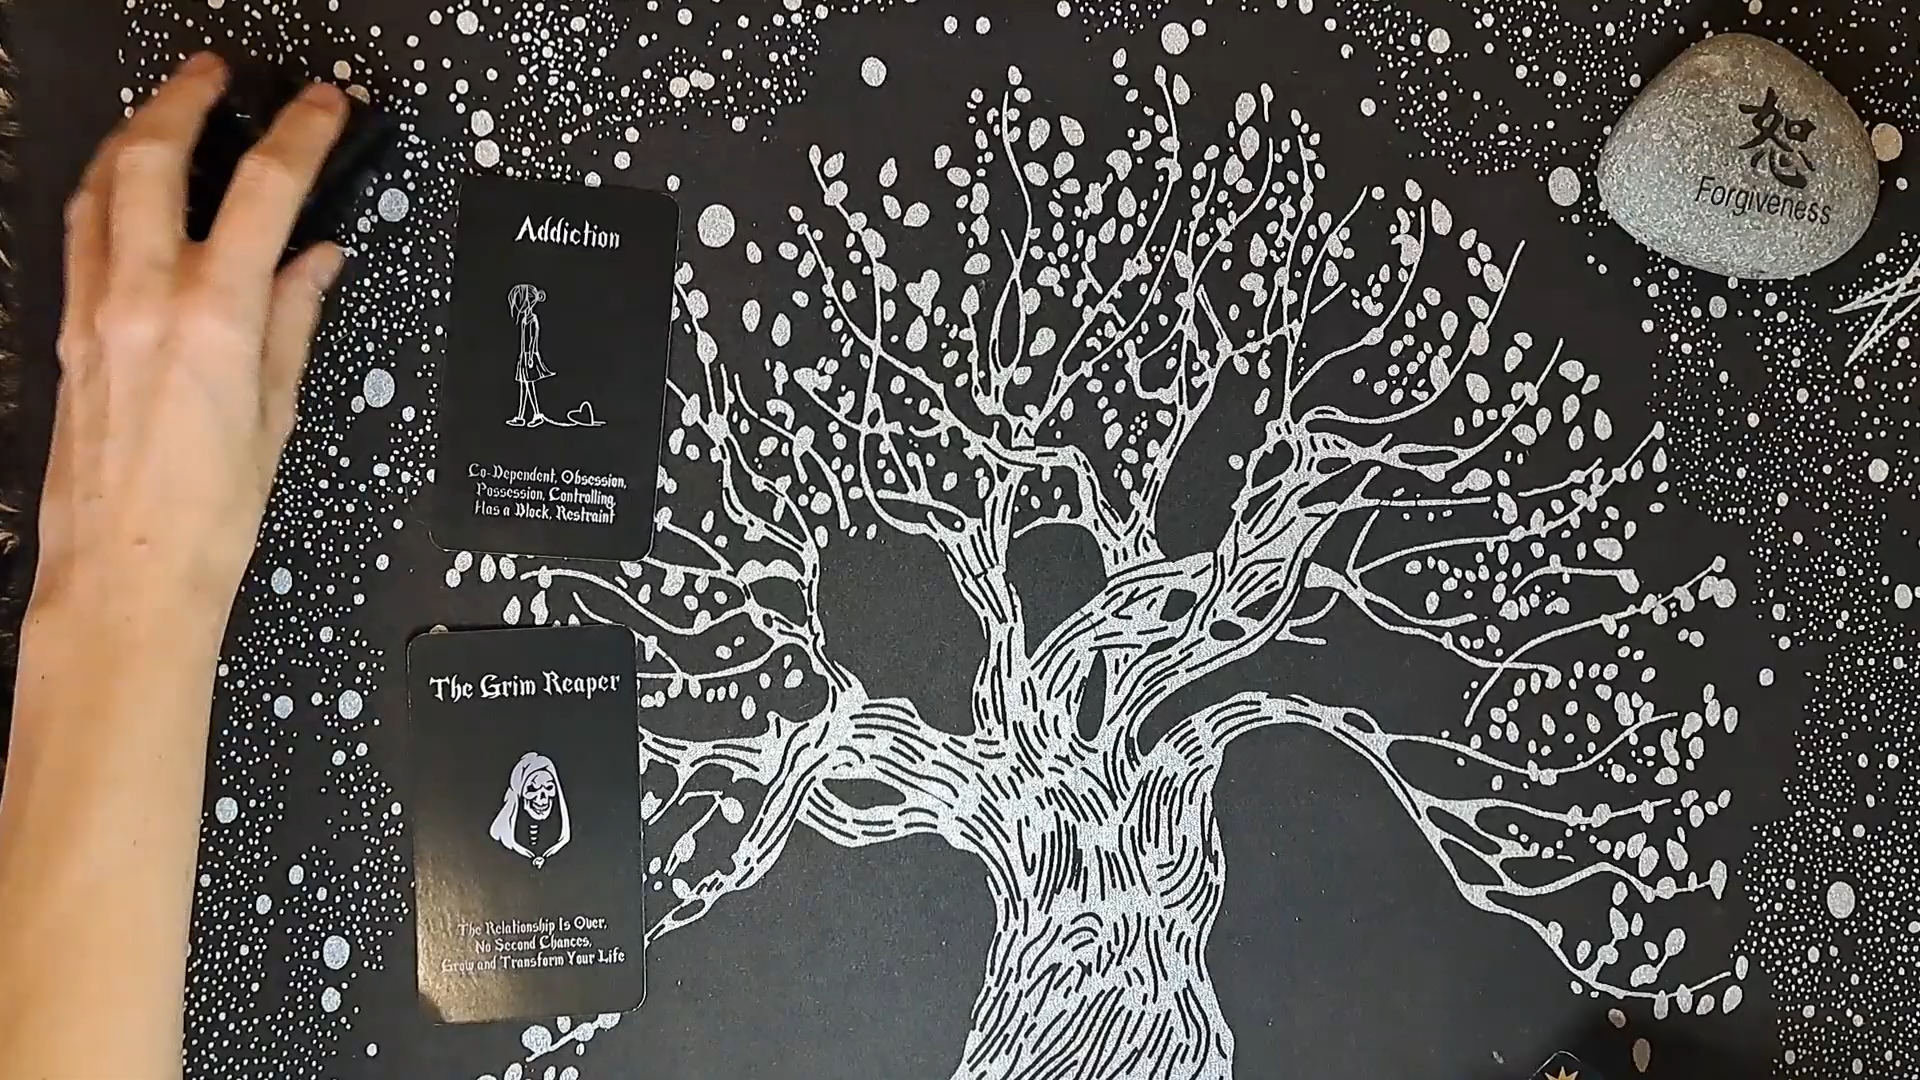 Addiction
Co-Dependent, Obsession,
Possession, Controlling,
Has a Block, Restraint
The Grim Reaper
The Relationship Is Over,
No Second Chances,
Grow and Transform Your Life
恕
Forgiveness